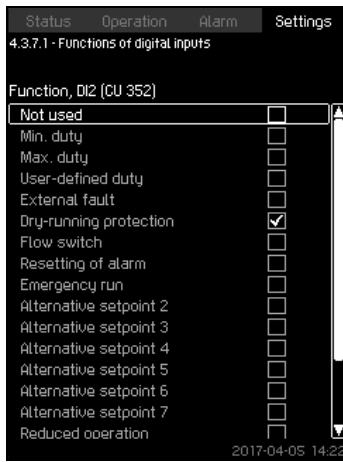 Status Operation Alarm Settings
4.3.7.1 - Functions of digital inputs
Function, DI2 (CU 352)
Not used
Min. duty
Max. duty
User-defined duty
External fault
Dry-running protection
Flow switch
Resetting of alarm
Emergency run
Alternative setpoint 2
Alternative setpoint 3
Alternative setpoint 4
Alternative setpoint 5
Alternative setpoint 6
Alternative setpoint 7
Reduced operation
2017-04-05 14:22